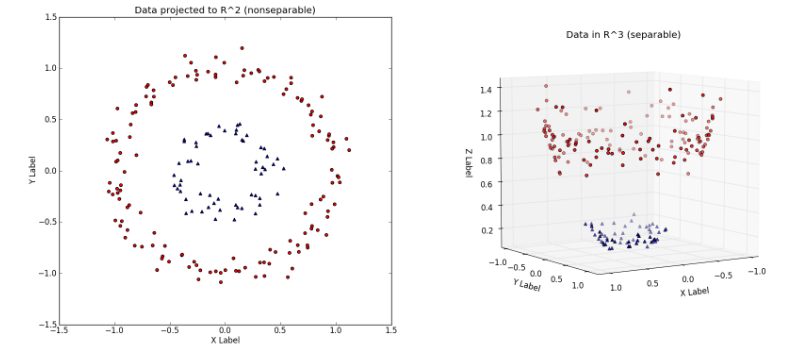 Data projected to R^2 (nonseparable)
1.5
1.0
0.5
0.0
−0.5
−1.0
−1.5
Y Label
−1.5 −1.0 −0.5 0.0 0.5 1.0 1.5
X Label
Data in R^3 (separable)
1.4
1.2
1.0
0.8
0.6
0.4
0.2
Z Label
−1.0 −0.5 0.0 0.5 1.0
Y Label
1.0 0.5 0.0 −0.5 −1.0
X Label